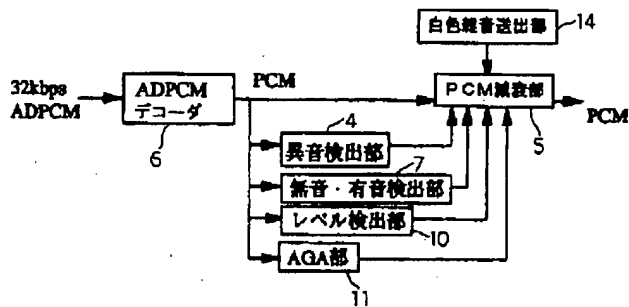 白色雑音送出部
14
32kbps
ADPCM
ADPCM
デコーダ
6
PCM
PCM減衰部
5
PCM
異音検出部
4
無音・有音検出部
7
レベル検出部
10
AGA部
11